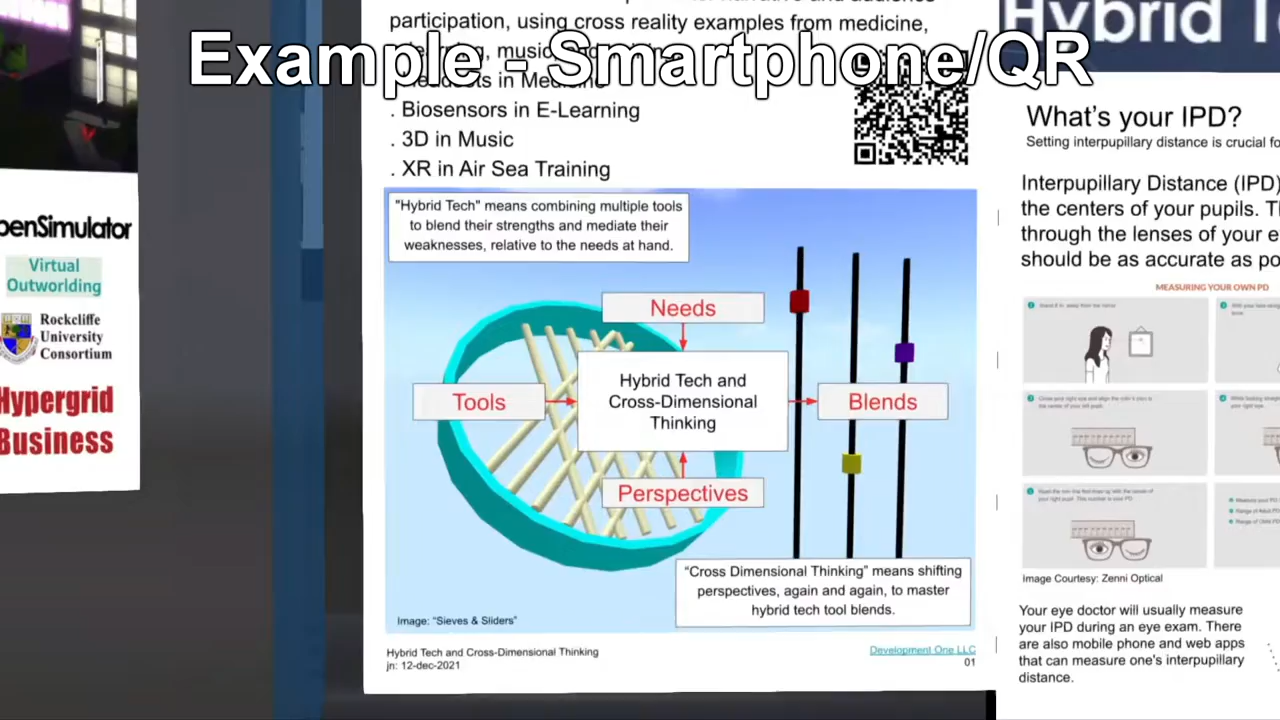 participation, using cross reality examples from medicine,
Example - Smartphone/QR
. Biosensors in E-Learning
. 3D in Music
. XR in Air Sea Training
"Hybrid Tech" means combining multiple tools
to blend their strengths and mediate their
weaknesses, relative to the needs at hand.
Needs
Tools
Hybrid Tech and
Cross-Dimensional
Thinking
Blends
Perspectives
"Cross Dimensional Thinking" means shifting
perspectives, again and again, to master
hybrid tech tool blends.
Image: "Sieves & Sliders"
Hybrid Tech and Cross-Dimensional Thinking
jn: 12-dec-2021
Development One LLC
01
penSimulator
Virtual
Outworlding
Rockcliffe
University
Consortium
Hypergrid
Business
Hybrid
What's your IPD?
Setting interpupillary distance is crucial
Interpupillary Distance (IPD)
the centers of your pupils.
through the lenses of your
should be as accurate as
MEASURING YOUR OWN PD
Image Courtesy: Zenni Optical
Your eye doctor will usually measure
your IPD during an eye exam. There
are also mobile phone and web apps
that can measure one's interpupillary
distance.